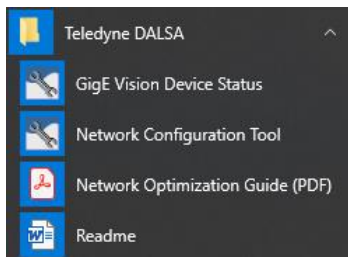 Teledyne DALSA
GigE Vision Device Status
Network Configuration Tool
Network Optimization Guide (PDF)
Readme